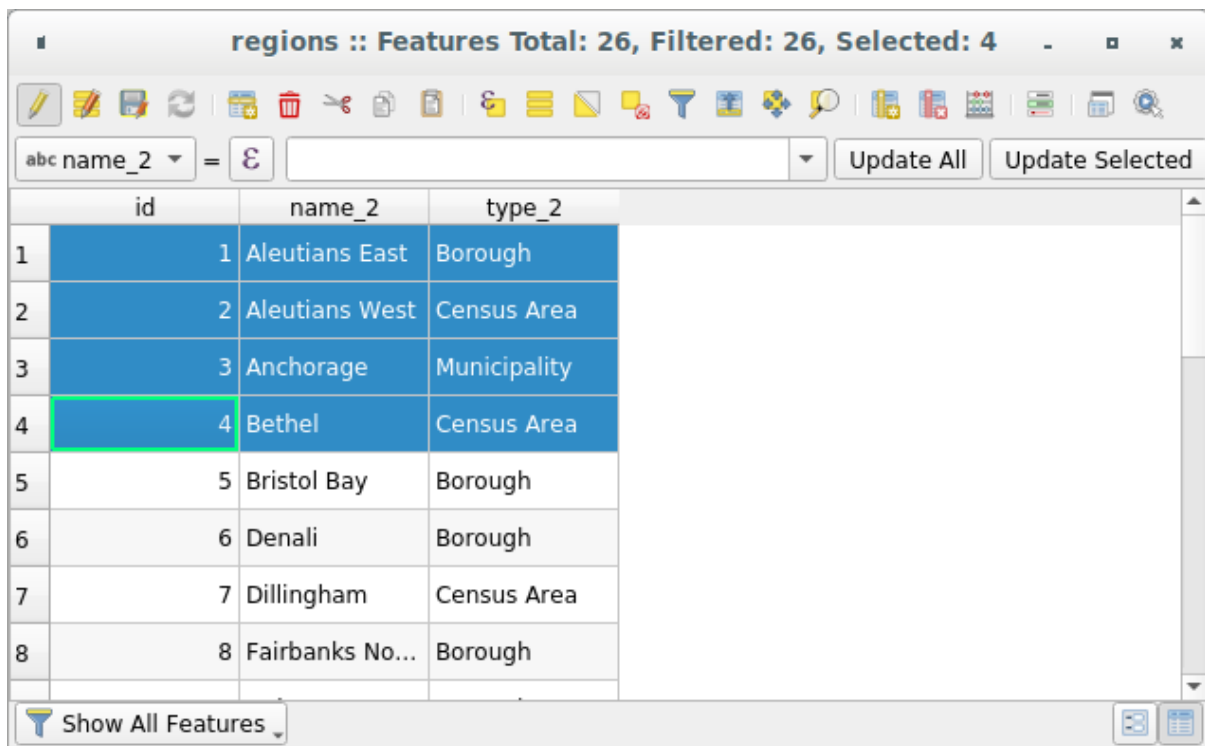 regions :: Features Total: 26, Filtered: 26, Selected: 4
abc name_2 = ε Update All Update Selected
id name_2 type_2
1 1 Aleutians East Borough
2 2 Aleutians West Census Area
3 3 Anchorage Municipality
4 4 Bethel Census Area
5 5 Bristol Bay Borough
6 6 Denali Borough
7 7 Dillingham Census Area
8 8 Fairbanks No... Borough
Show All Features